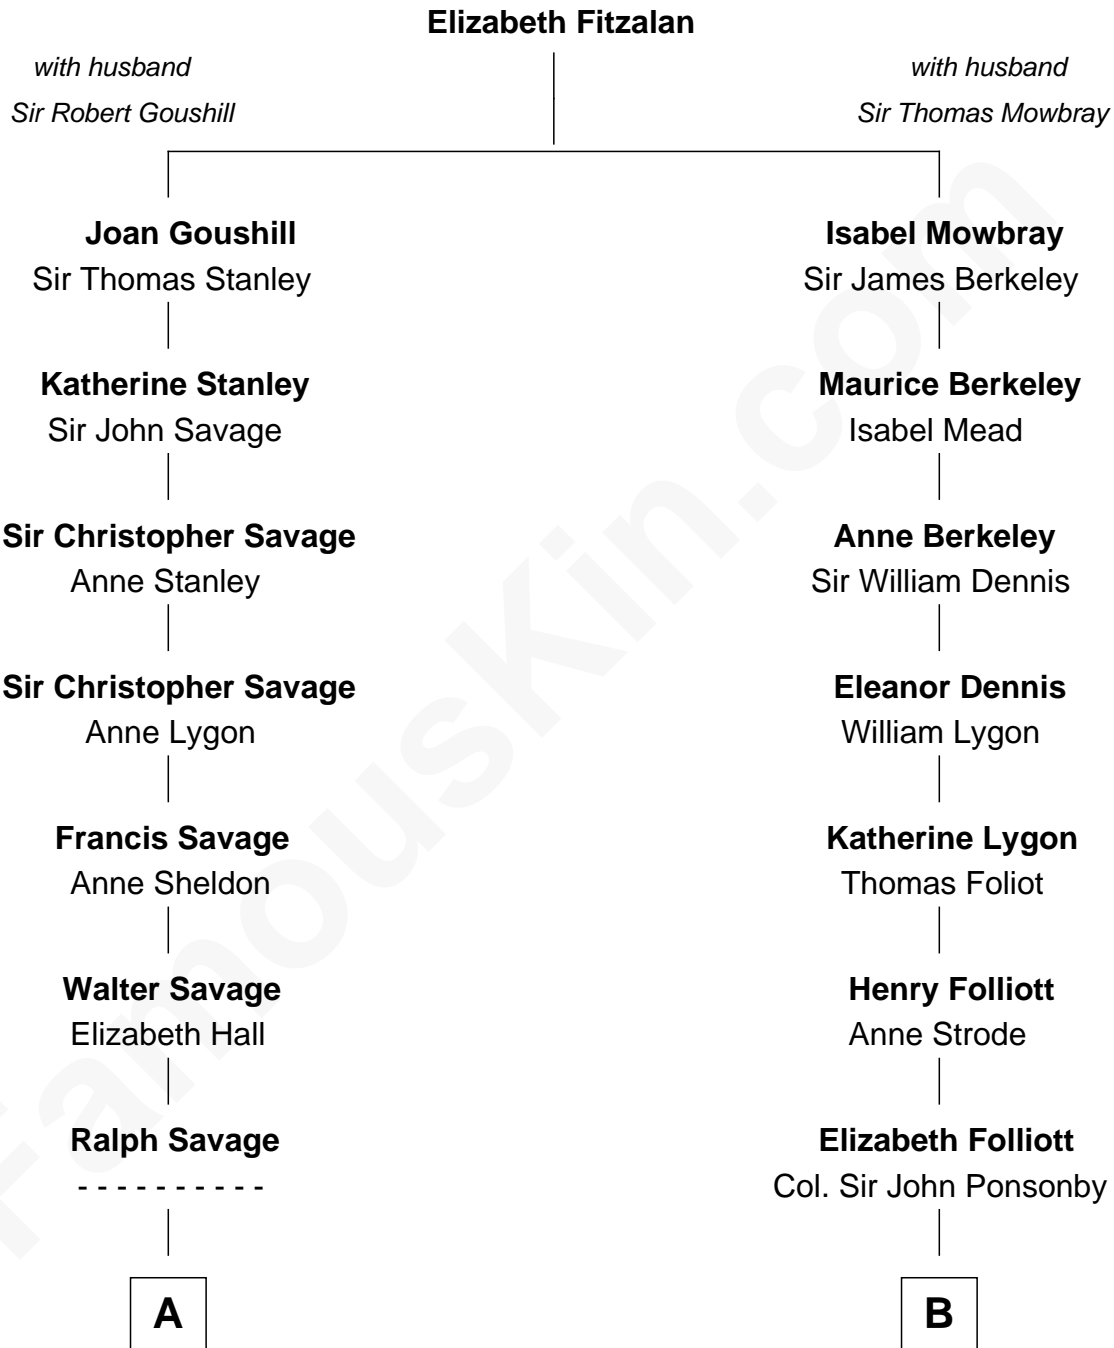 Elizabeth Fitzalan
with husband
Sir Robert Goushill
with husband
Sir Thomas Mowbray
Joan Goushill
Sir Thomas Stanley
Isabel Mowbray
Sir James Berkeley
Katherine Stanley
Sir John Savage
Maurice Berkeley
Isabel Mead
Sir Christopher Savage
Anne Stanley
Anne Berkeley
Sir William Dennis
Sir Christopher Savage
Anne Lygon
Eleanor Dennis
William Lygon
Francis Savage
Anne Sheldon
Katherine Lygon
Thomas Foliot
Walter Savage
Elizabeth Hall
Henry Folliott
Anne Strode
Ralph Savage
- - - - - - - - - -
Elizabeth Folliott
Col. Sir John Ponsonby
A
B
FamousKin.com